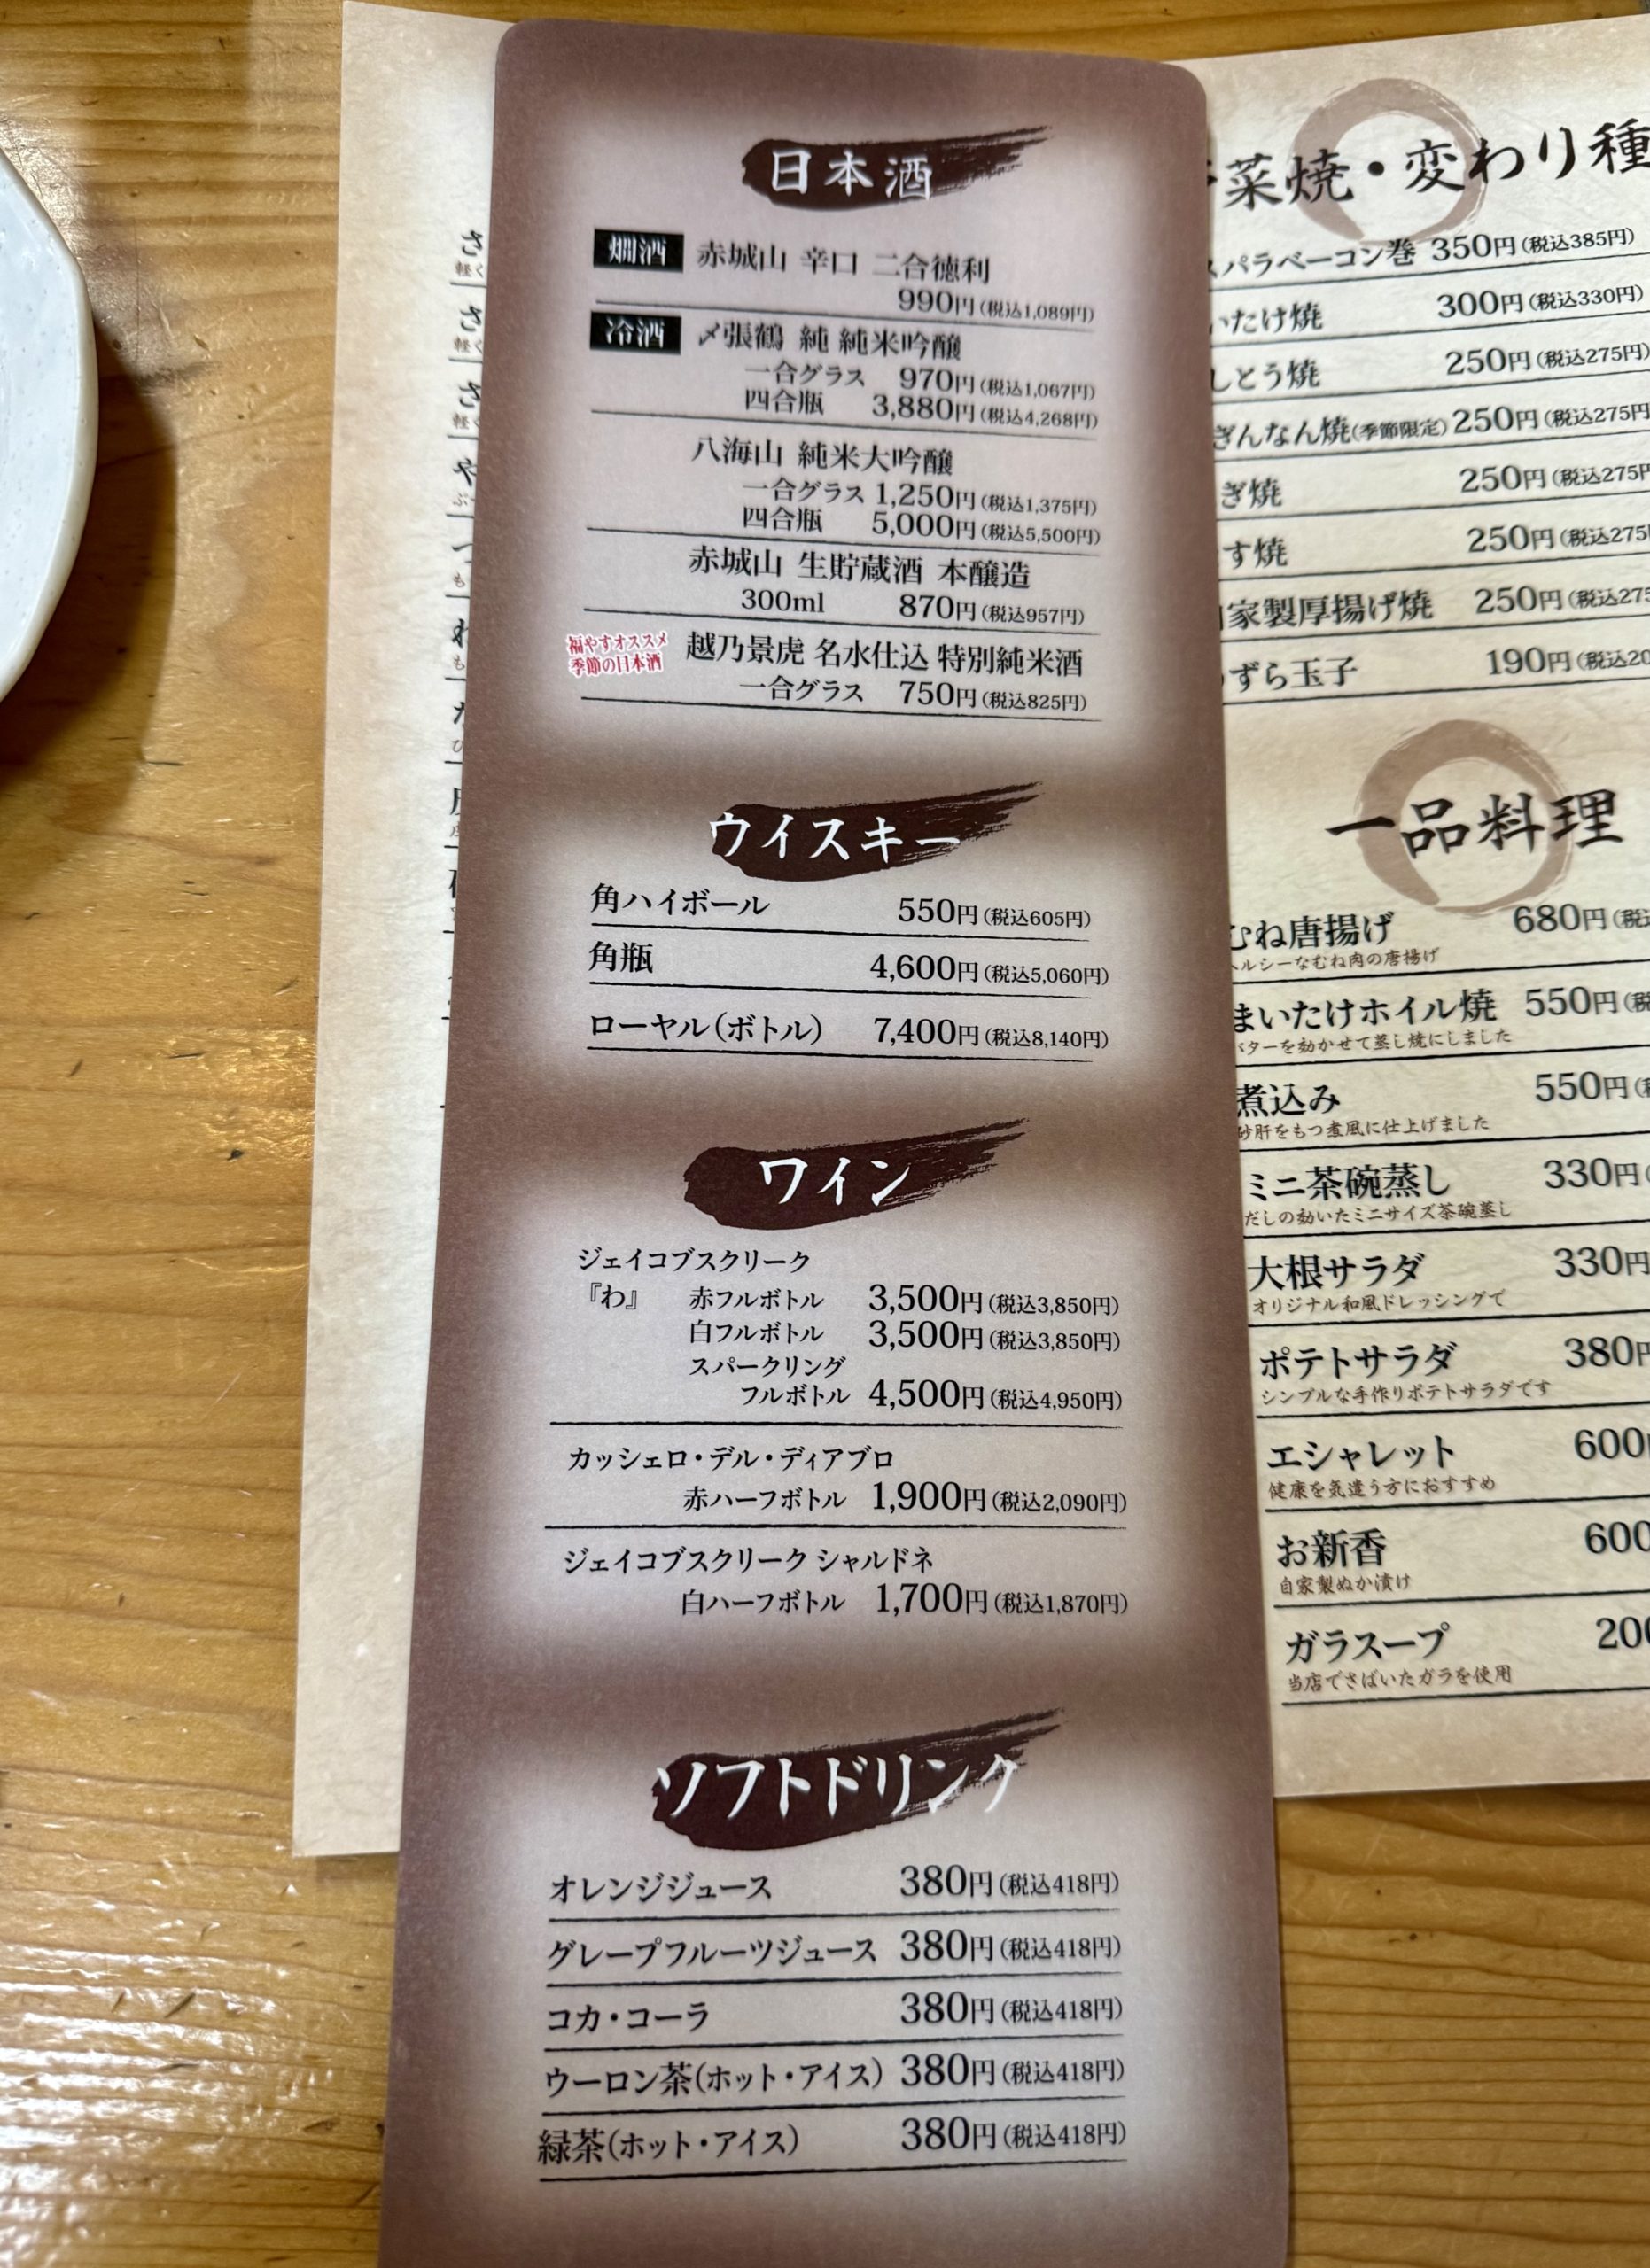 日本酒
燗酒 赤城山 辛口 二合徳利
990円(税込1,089円)
冷酒 〆張鶴 純 純米吟醸
一合グラス 970円(税込1,067円)
四合瓶 3,880円(税込4,268円)
八海山 純米大吟醸
一合グラス 1,250円(税込1,375円)
四合瓶 5,000円(税込5,500円)
赤城山 生貯蔵酒 本醸造
300ml 870円(税込957円)
福やすオススメ
季節の日本酒
越乃景虎 名水仕込 特別純米酒
一合グラス 750円(税込825円)
ウイスキー
角ハイボール 550円(税込605円)
角瓶 4,600円(税込5,060円)
ローヤル(ボトル) 7,400円(税込8,140円)
ワイン
ジェイコブスクリーク
『わ』 赤フルボトル 3,500円(税込3,850円)
白フルボトル 3,500円(税込3,850円)
スパークリング
フルボトル 4,500円(税込4,950円)
カッシェロ・デル・ディアブロ
赤ハーフボトル 1,900円(税込2,090円)
ジェイコブスクリーク シャルドネ
白ハーフボトル 1,700円(税込1,870円)
ソフトドリンク
オレンジジュース 380円(税込418円)
グレープフルーツジュース 380円(税込418円)
コカ・コーラ 380円(税込418円)
ウーロン茶(ホット・アイス) 380円(税込418円)
緑茶(ホット・アイス) 380円(税込418円)
菜焼・変わり種
パラベーコン巻 350円(税込385円)
いたけ焼 300円(税込330円)
しとう焼 250円(税込275円)
ぎんなん焼(季節限定) 250円(税込275円
ぎ焼 250円(税込275円
す焼 250円(税込275
家製厚揚げ焼 250円(税込275
ずら玉子 190円(税込20
一品料理
むね唐揚げ 680円(税込
ヘルシーなむね肉の唐揚げ
まいたけホイル焼 550円(税
バターを効かせて蒸し焼にしました
煮込み 550円(税
砂肝をもつ煮風に仕上げました
ミニ茶碗蒸し 330円(
だしの効いたミニサイズ茶碗蒸し
大根サラダ 330円
オリジナル和風ドレッシングで
ポテトサラダ 380円
シンプルな手作りポテトサラダです
エシャレット 600
健康を気遣う方におすすめ
お新香 600
自家製ぬか漬け
ガラスープ 200
当店でさばいたガラを使用